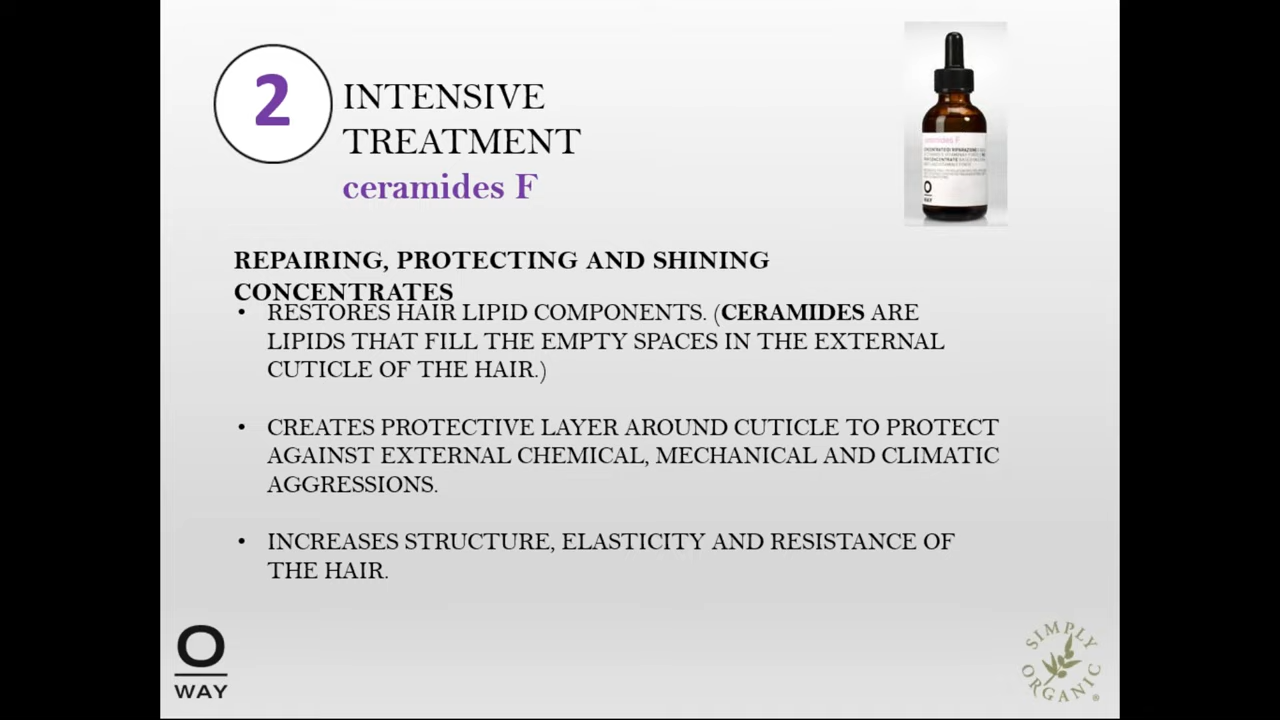 2
INTENSIVE
TREATMENT
ceramides F
ceramides F
O
WAY
REPAIRING, PROTECTING AND SHINING
CONCENTRATES
• RESTORES HAIR LIPID COMPONENTS. (CERAMIDES ARE
LIPIDS THAT FILL THE EMPTY SPACES IN THE EXTERNAL
CUTICLE OF THE HAIR.)
• CREATES PROTECTIVE LAYER AROUND CUTICLE TO PROTECT
AGAINST EXTERNAL CHEMICAL, MECHANICAL AND CLIMATIC
AGGRESSIONS.
• INCREASES STRUCTURE, ELASTICITY AND RESISTANCE OF
THE HAIR.
O
WAY
SIMPLY
ORGANIC®